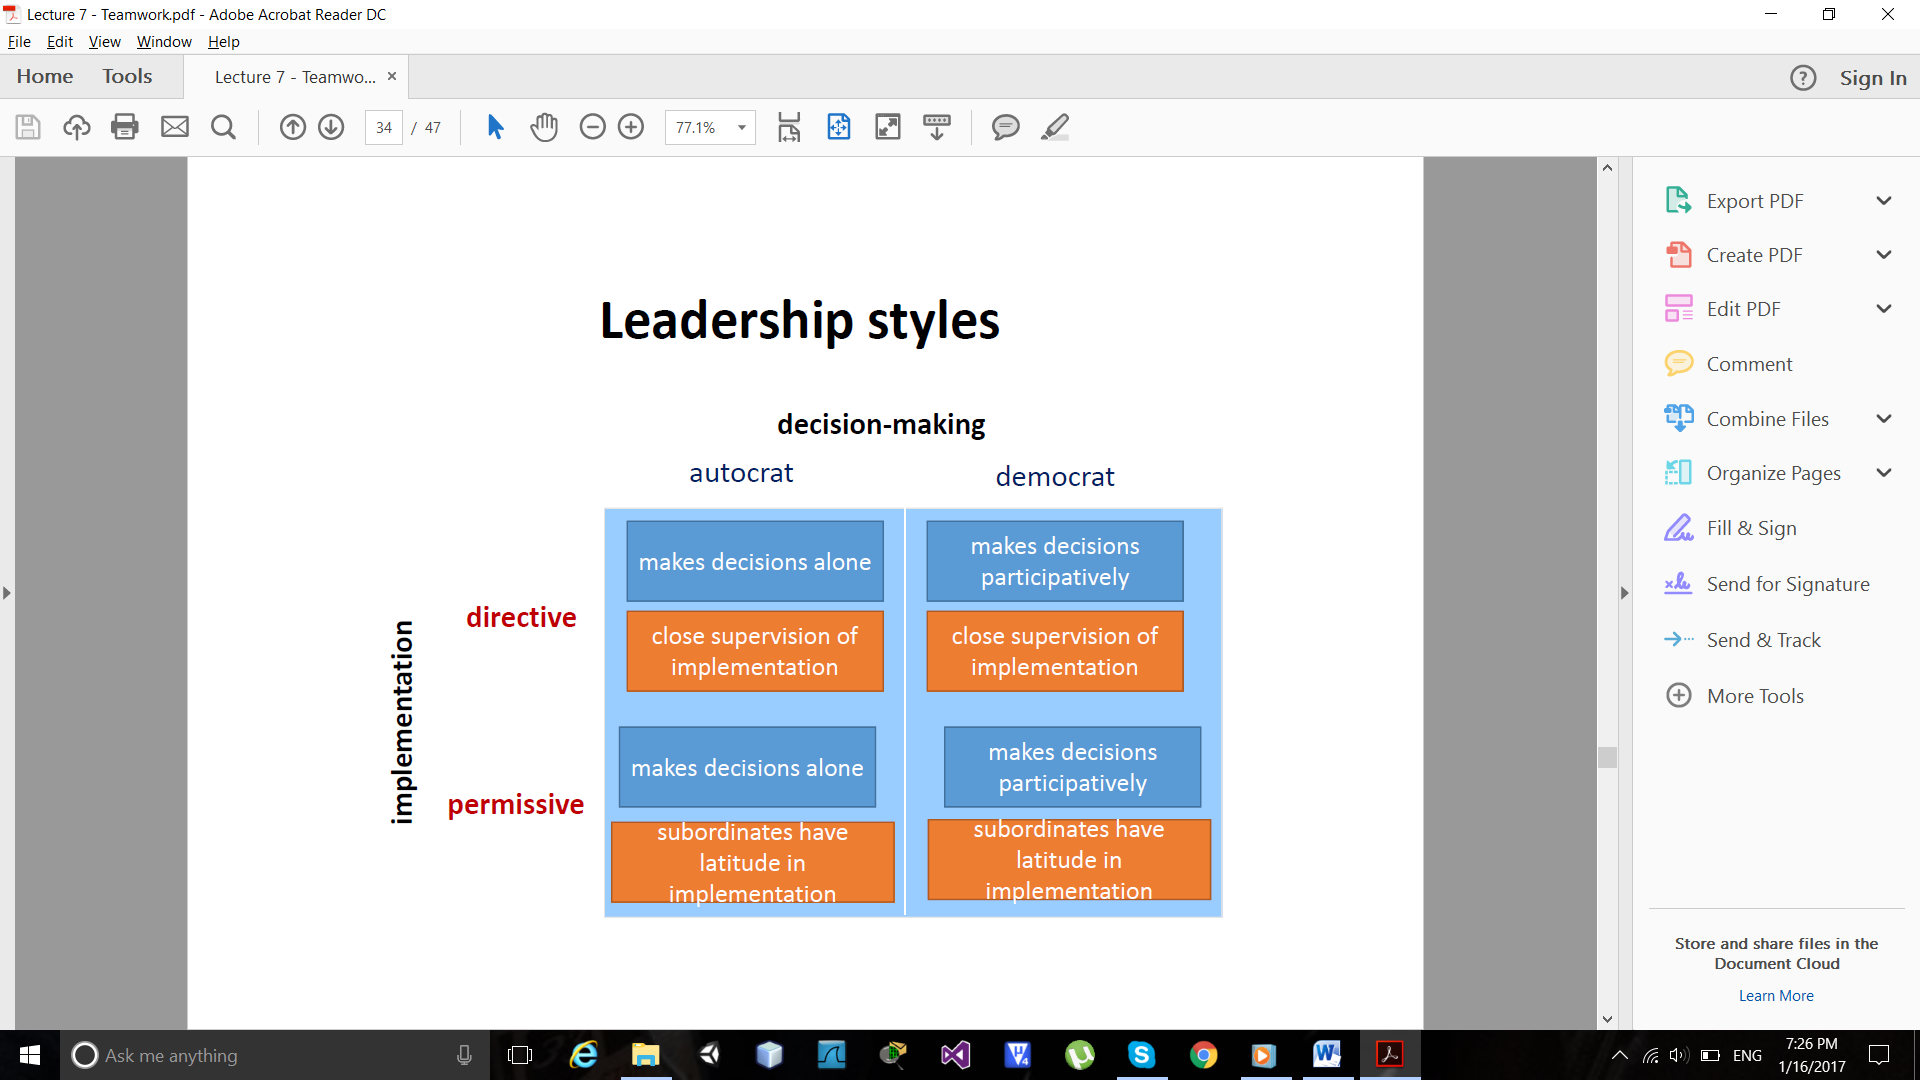 Lecture 7 - Teamwork.pdf - Adobe Acrobat Reader DC
File Edit View Window Help
Home Tools Lecture 7 - Teamwo... × ? Sign In
34 / 47 77.1%
Leadership styles
decision-making
autocrat democrat
implementation
directive
makes decisions alone
close supervision of
implementation
makes decisions
participatively
close supervision of
implementation
permissive
makes decisions alone
subordinates have
latitude in
implementation
makes decisions
participatively
subordinates have
latitude in
implementation
Export PDF
Create PDF
Edit PDF
Comment
Combine Files
Organize Pages
Fill & Sign
Send for Signature
Send & Track
More Tools
Store and share files in the
Document Cloud
Learn More
Ask me anything
ENG
7:26 PM
1/16/2017